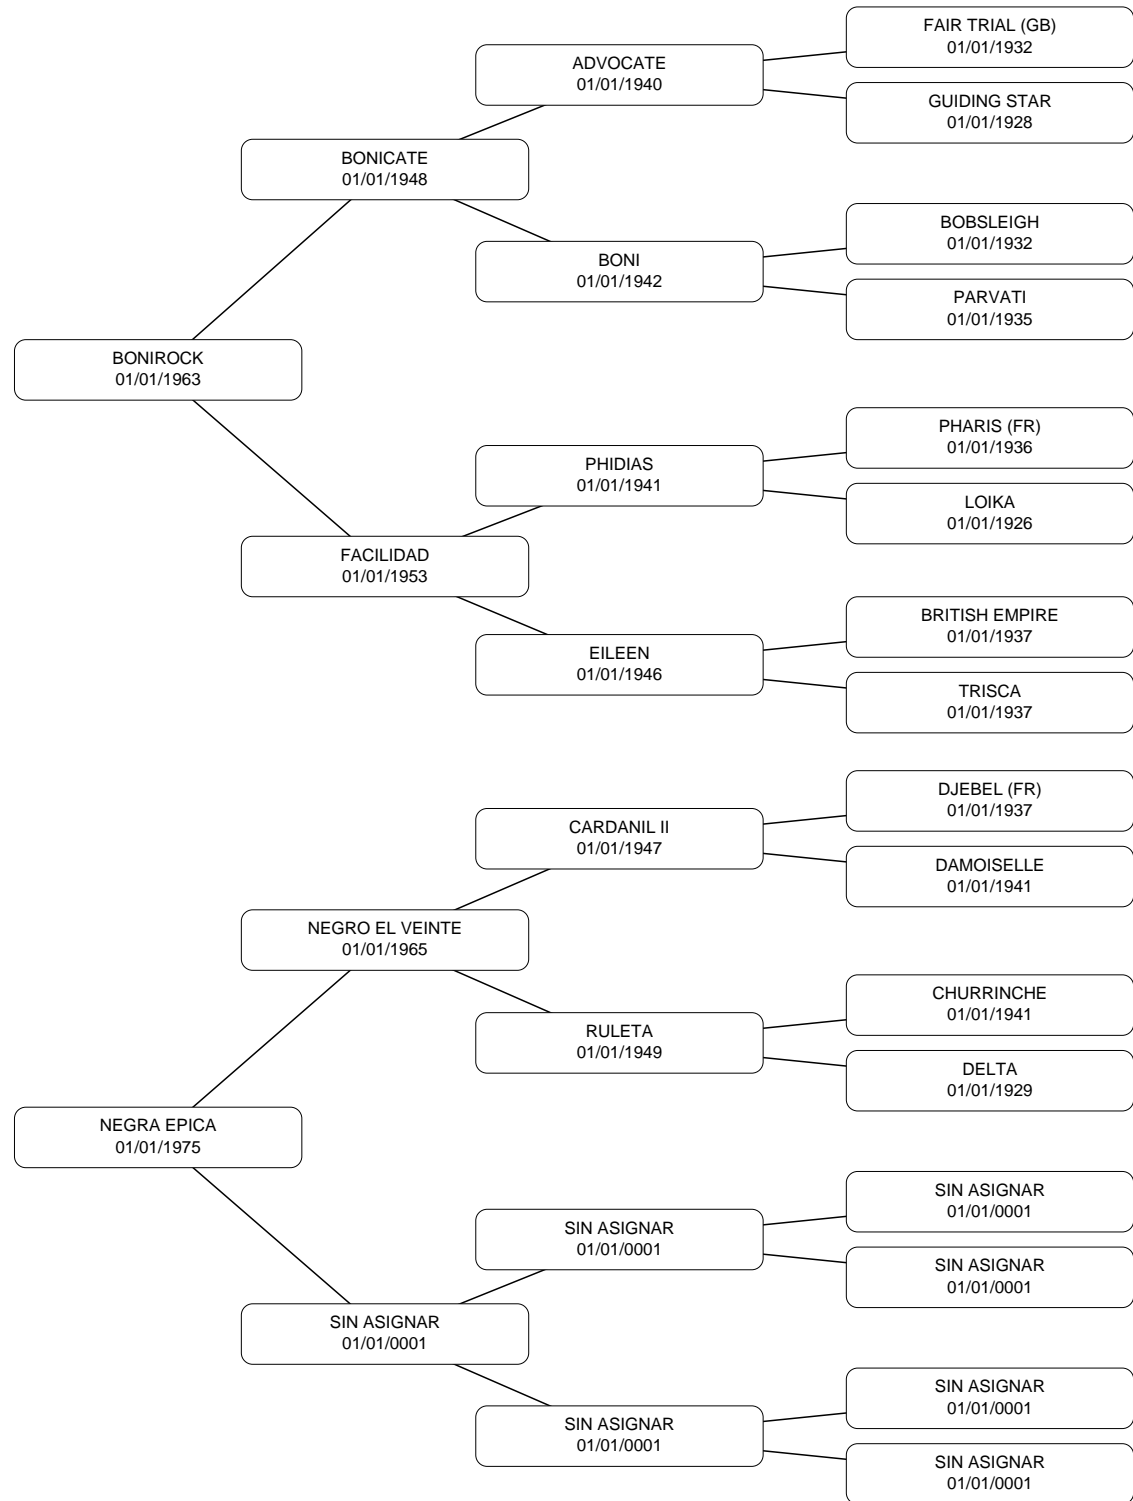 FAIR TRIAL (GB)
01/01/1932
ADVOCATE
01/01/1940
GUIDING STAR
01/01/1928
BONICATE
01/01/1948
BOBSLEIGH
01/01/1932
BONI
01/01/1942
PARVATI
01/01/1935
BONIROCK
01/01/1963
PHARIS (FR)
01/01/1936
PHIDIAS
01/01/1941
LOIKA
01/01/1926
FACILIDAD
01/01/1953
BRITISH EMPIRE
01/01/1937
EILEEN
01/01/1946
TRISCA
01/01/1937
DJEBEL (FR)
01/01/1937
CARDANIL II
01/01/1947
DAMOISELLE
01/01/1941
NEGRO EL VEINTE
01/01/1965
CHURRINCHE
01/01/1941
RULETA
01/01/1949
DELTA
01/01/1929
NEGRA EPICA
01/01/1975
SIN ASIGNAR
01/01/0001
SIN ASIGNAR
01/01/0001
SIN ASIGNAR
01/01/0001
SIN ASIGNAR
01/01/0001
SIN ASIGNAR
01/01/0001
SIN ASIGNAR
01/01/0001
SIN ASIGNAR
01/01/0001